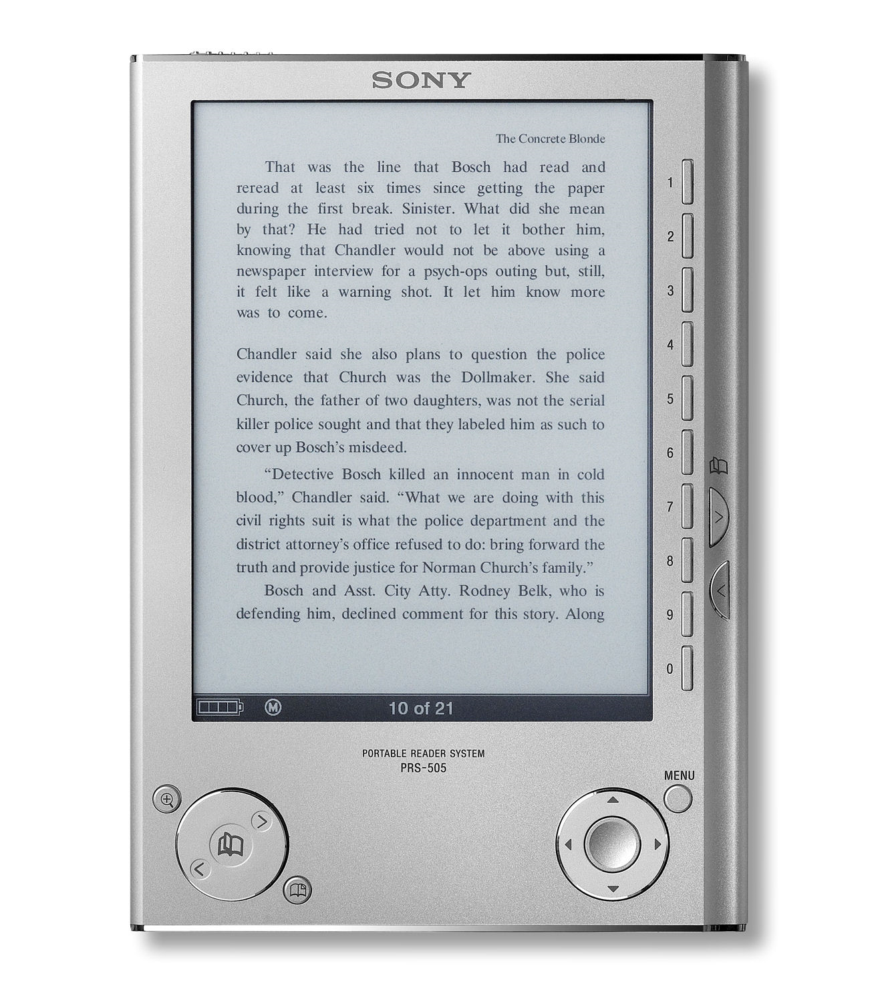 SONY
The Concrete Blonde
That was the line that Bosch had read and
reread at least six times since getting the paper
during the first break. Sinister. What did she mean
by that? He had tried not to let it bother him,
knowing that Chandler would not be above using a
newspaper interview for a psych-ops outing but, still,
it felt like a warning shot. It let him know more
was to come.
Chandler said she also plans to question the police
evidence that Church was the Dollmaker. She said
Church, the father of two daughters, was not the serial
killer police sought and that they labeled him as such to
cover up Bosch's misdeed.
“Detective Bosch killed an innocent man in cold
blood,” Chandler said. “What we are doing with this
civil rights suit is what the police department and the
district attorney's office refused to do: bring forward the
truth and provide justice for Norman Church's family.”
Bosch and Asst. City Atty. Rodney Belk, who is
defending him, declined comment for this story. Along
M
10 of 21
1
2
3
4
5
6
7
8
9
0
PORTABLE READER SYSTEM
PRS-505
MENU